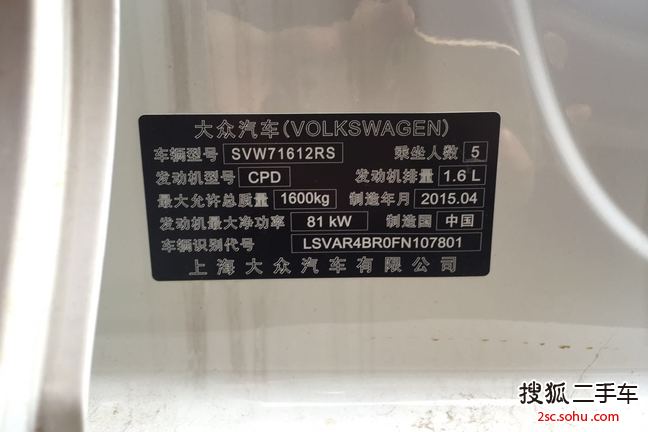 大众汽车(VOLKSWAGEN)
车辆型号 SVW71612RS 乘坐人数 5
发动机型号 CPD 发动机排量 1.6 L
最大允许总质量 1600kg 制造年月 2015.04
发动机最大净功率 81 kW 制造国 中国
车辆识别代号 LSVAR4BR0FN107801
上海大众汽车有限公司
搜狐二手车
2sc.sohu.com